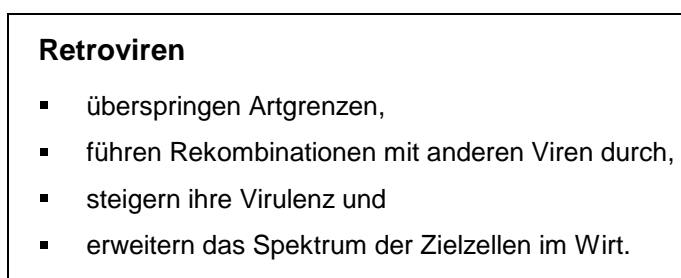 Retroviren
▪ überspringen Artgrenzen,
▪ führen Rekombinationen mit anderen Viren durch,
▪ steigern ihre Virulenz und
▪ erweitern das Spektrum der Zielzellen im Wirt.